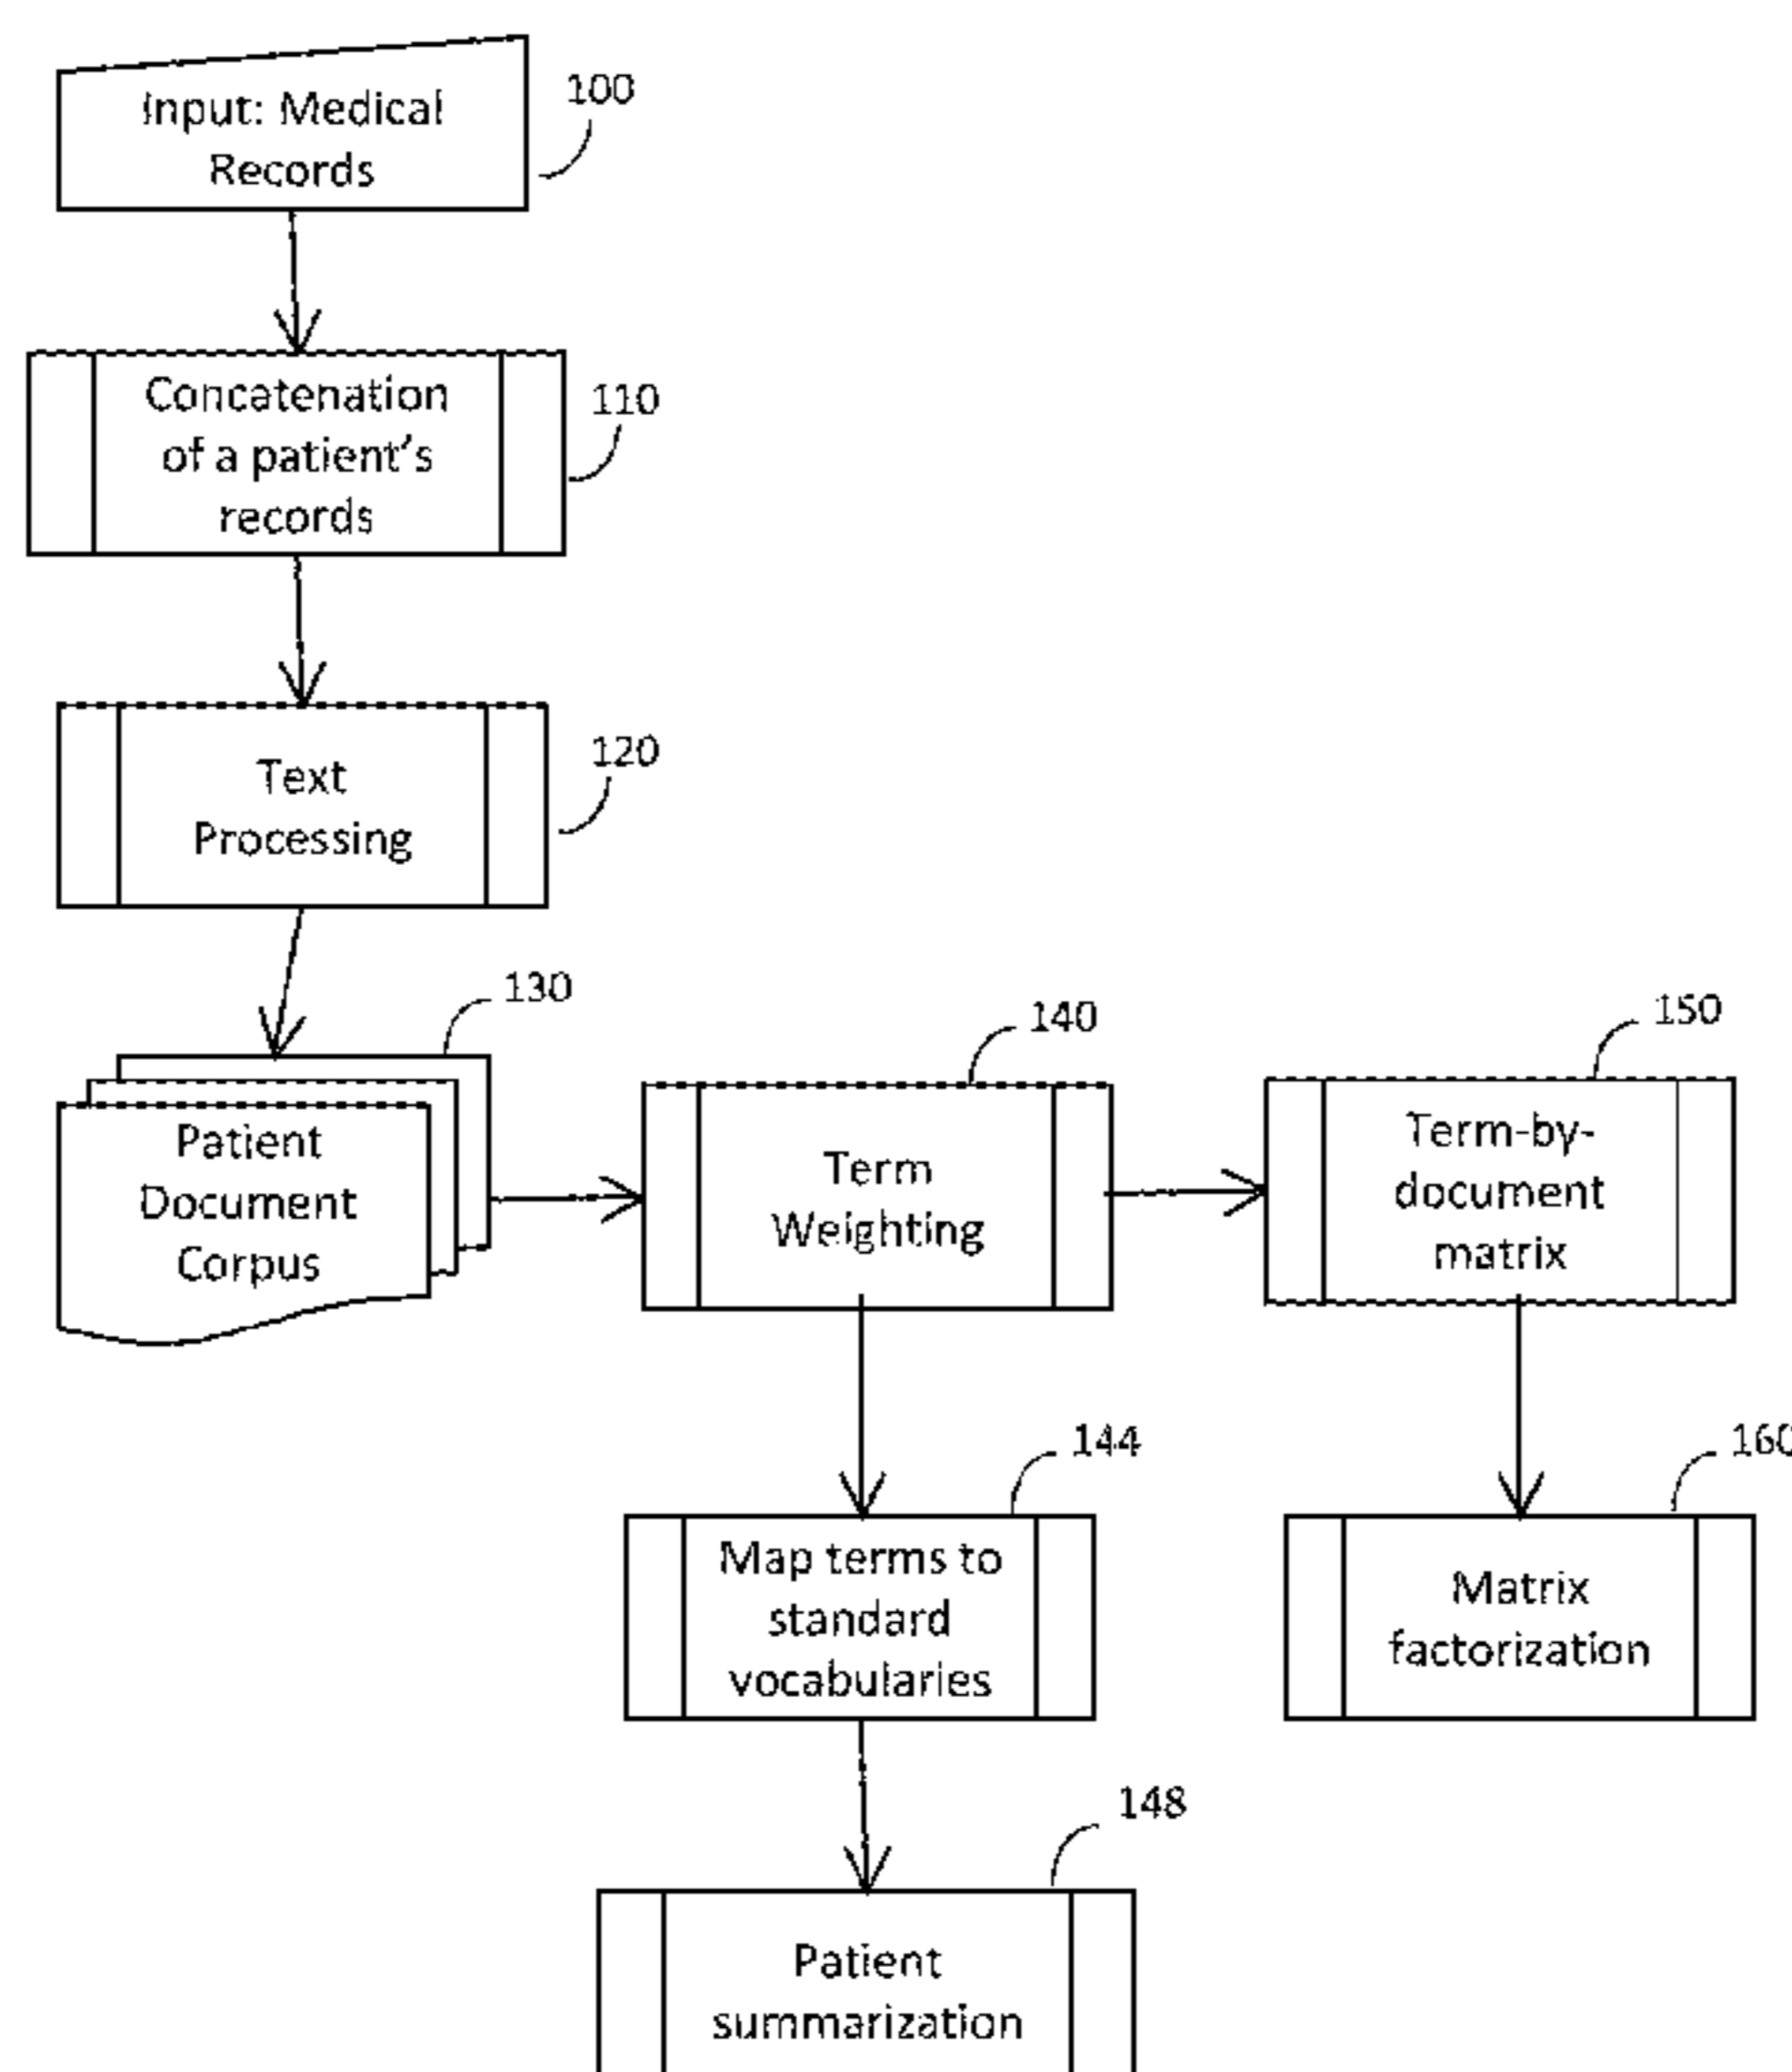 Input: Medical
Records
100
Concatenation
of a patient's
records
110
Text
Processing
120
130
Patient
Document
Corpus
140
Term
Weighting
150
Term-by-
document
matrix
144
Map terms to
standard
vocabularies
160
Matrix
factorization
148
Patient
summarization